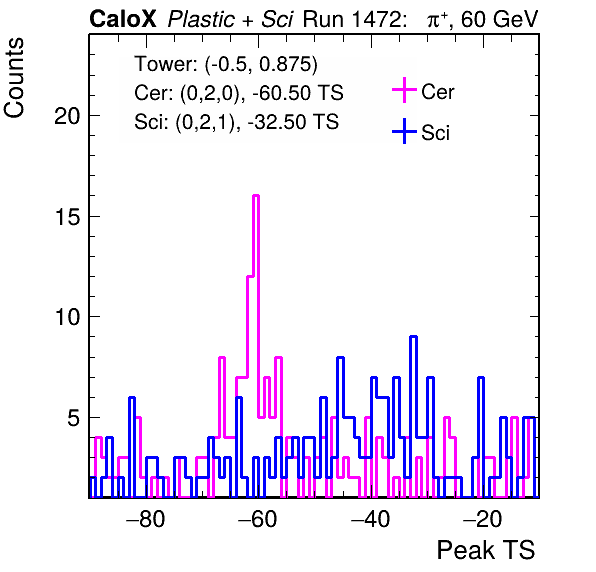 CaloX Plastic + Sci Run 1472: π⁺, 60 GeV
Counts
Tower: (-0.5, 0.875)
Cer: (0,2,0), -60.50 TS
Sci: (0,2,1), -32.50 TS
Cer
Sci
20
15
10
5
−80 −60 −40 −20
Peak TS